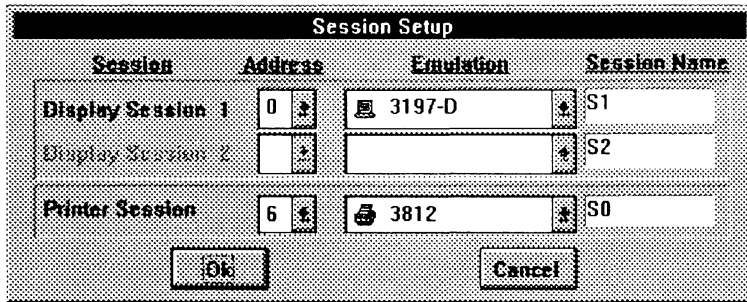 Session Setup
Session Address Emulation Session Name
Display Session 1 0 3197-D S1
Display Session 2 S2
Printer Session 6 3812 S0
Ok Cancel